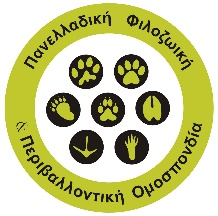 Πανελλαδική Φιλοζωική
& Περιβαλλοντική Ομοσπονδία